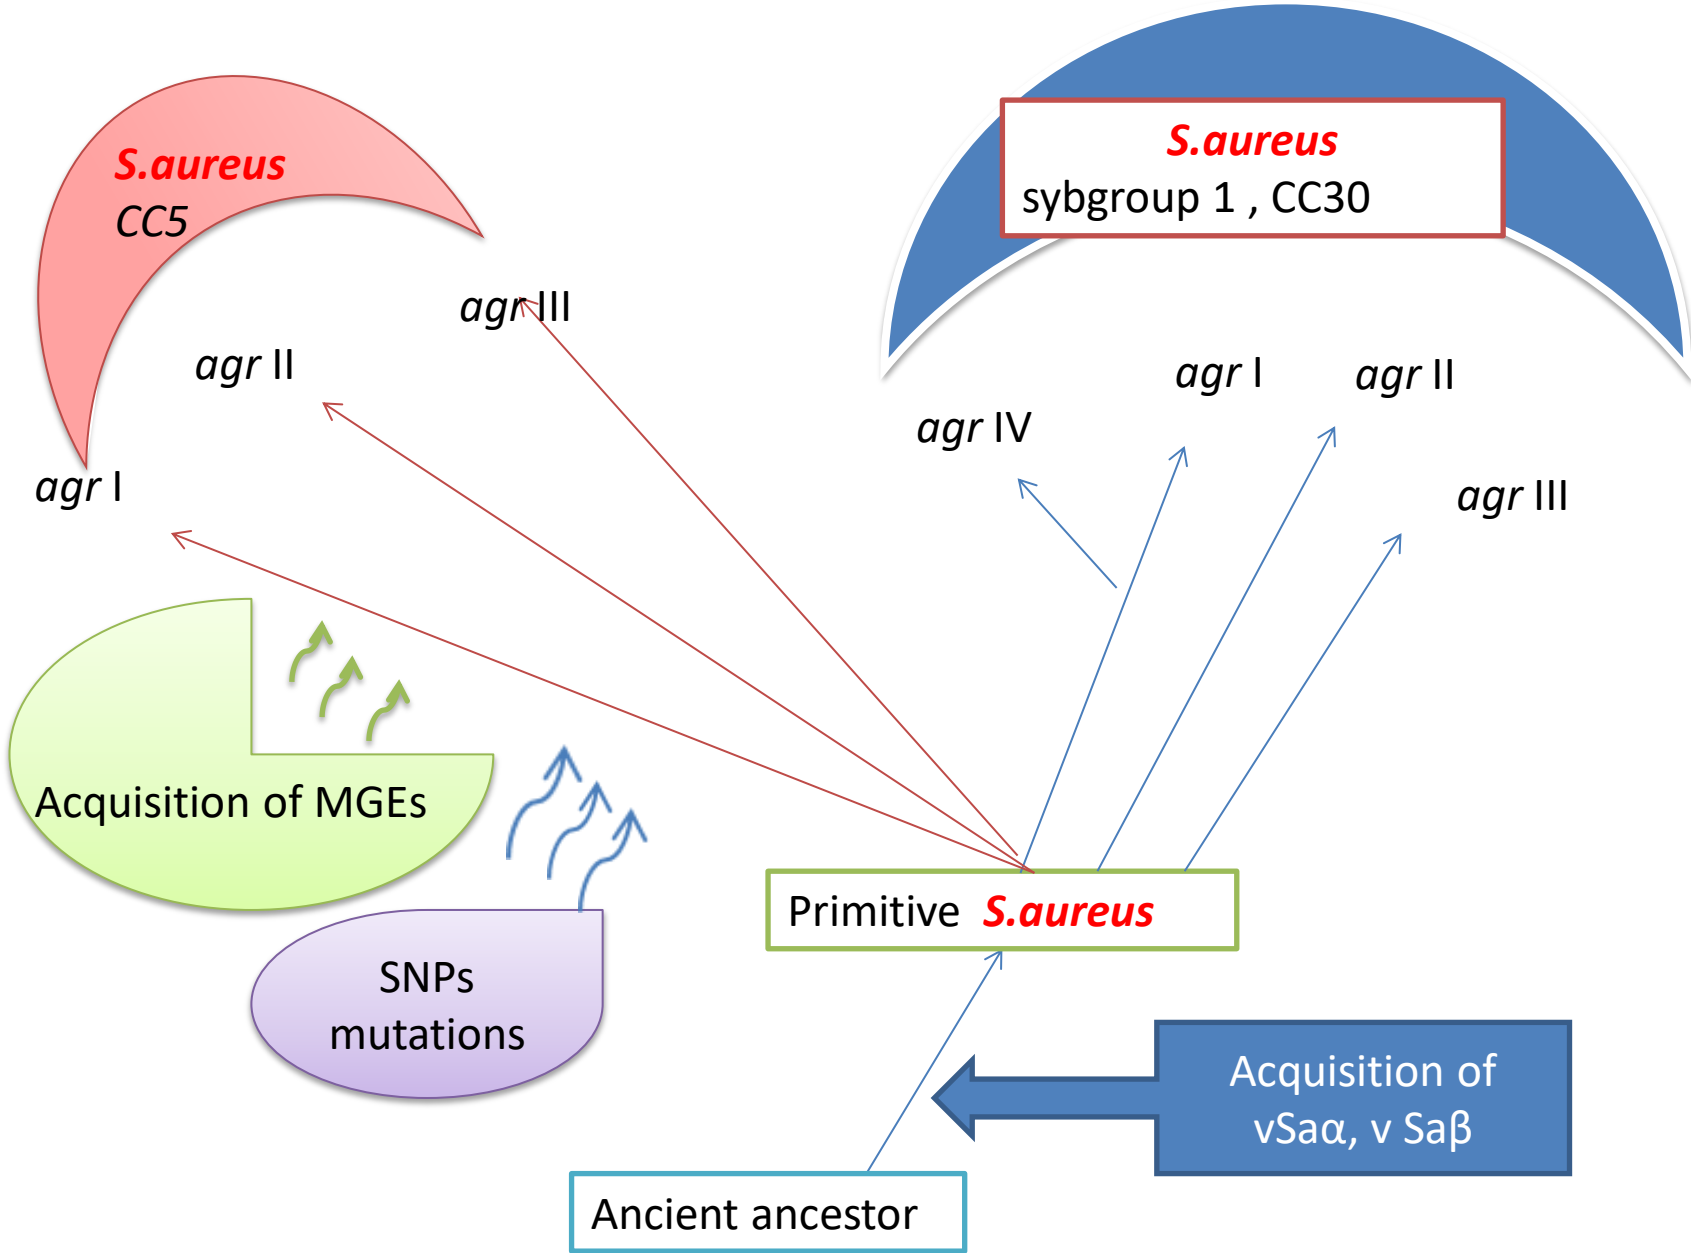 S.aureus
CC5
S.aureus
sybgroup 1 , CC30
agr III
agr II
agr I
agr I
agr II
agr IV
agr III
Acquisition of MGEs
SNPs
mutations
Primitive S.aureus
Acquisition of
vSaα, v Saβ
Ancient ancestor